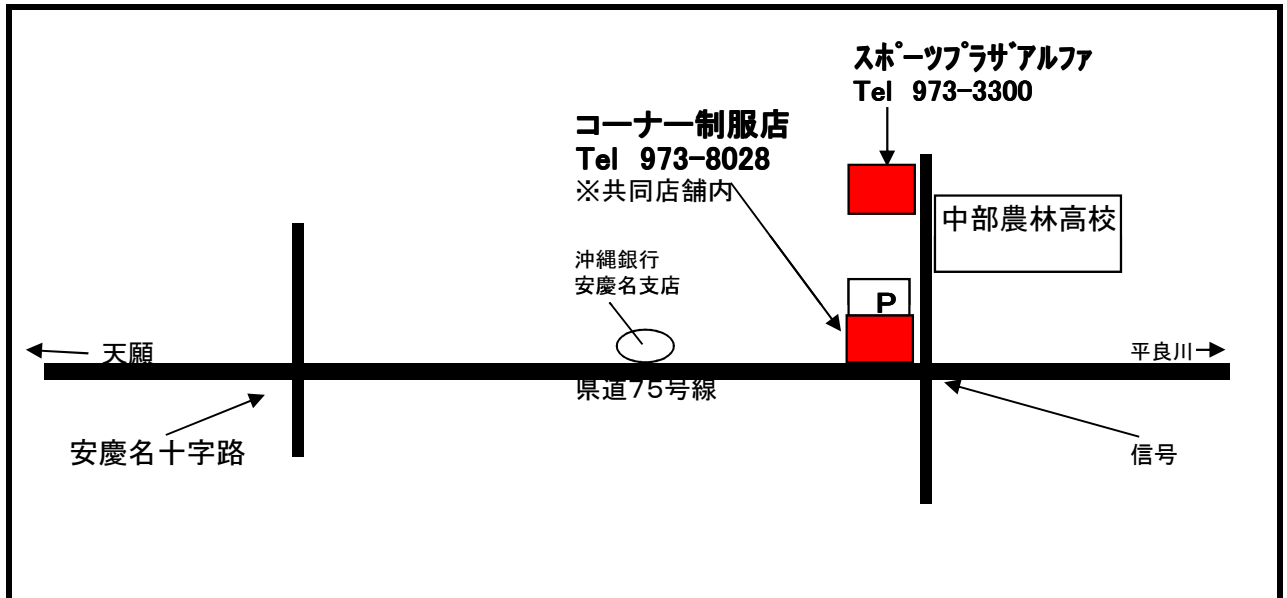 スポーツプラザアルファ
Tel 973-3300
コーナー制服店
Tel 973-8028
※共同店舗内
中部農林高校
沖縄銀行
安慶名支店
P
天願
平良川
県道75号線
安慶名十字路
信号